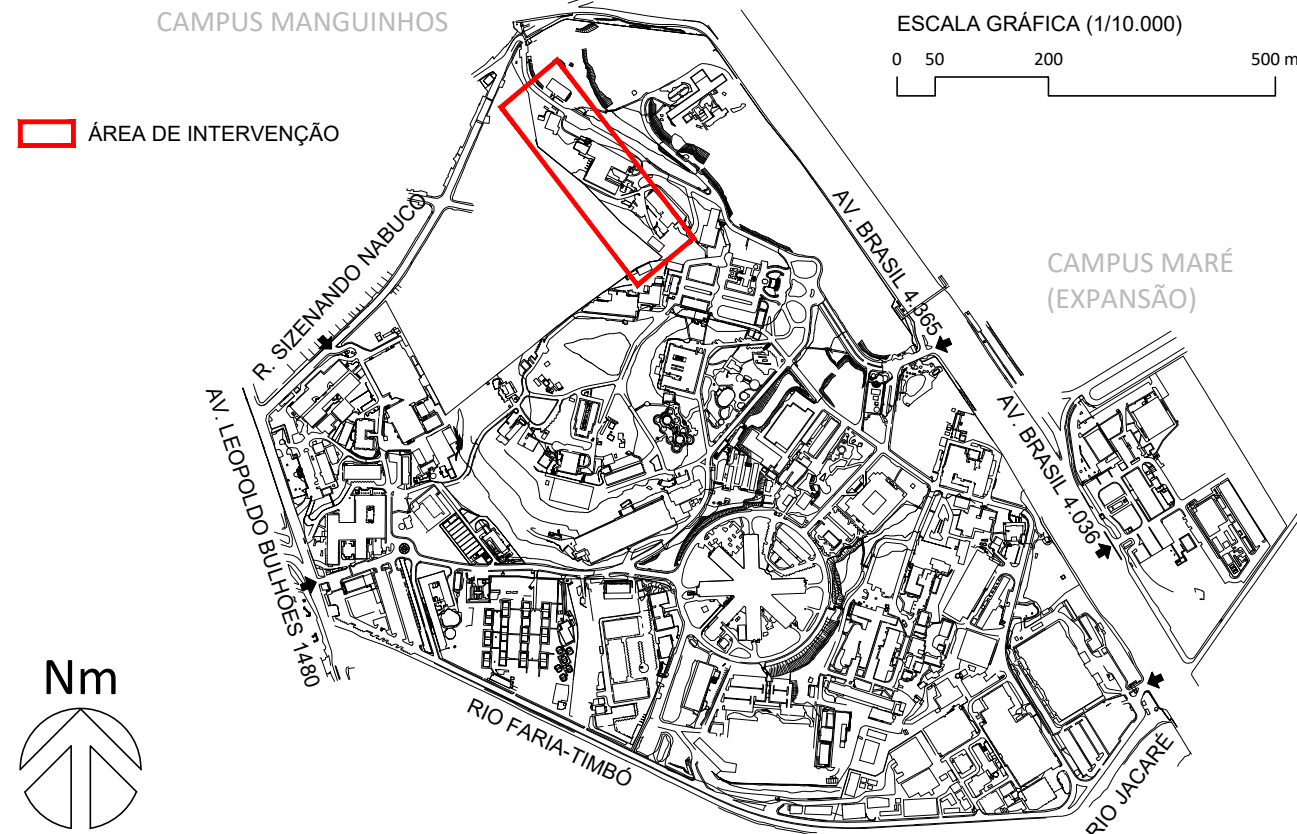 CAMPUS MANGUINHOS
ESCALA GRÁFICA (1/10.000)
0 50 200 500 m
ÁREA DE INTERVENÇÃO
R. SIZENANDO NABUCO
AV. BRASIL 4.365
CAMPUS MARÉ
(EXPANSÃO)
AV. LEOPOLDO BULHÕES 1480
AV. BRASIL 4.036
Nm
RIO FARIA-TIMBÓ
RIO JACARÉ